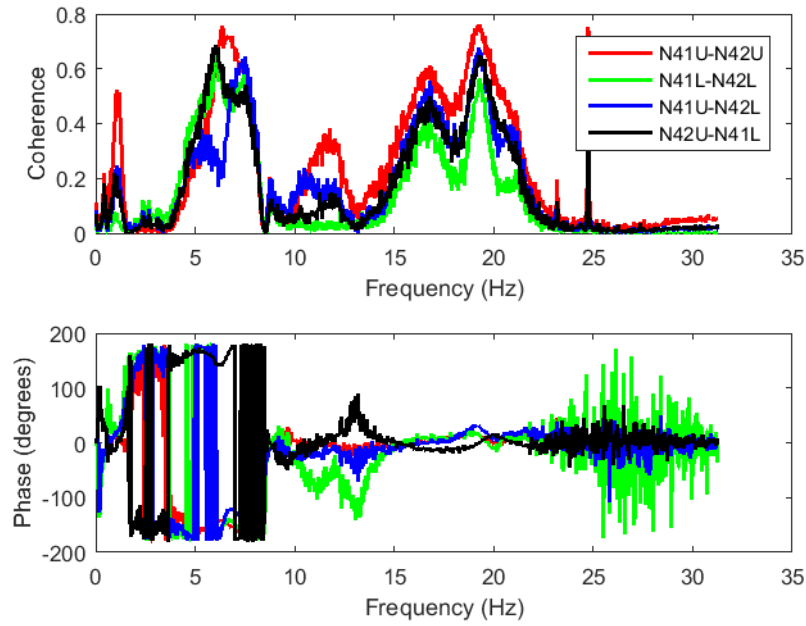 0.8
0.6
0.4
0.2
0
Coherence
N41U-N42U
N41L-N42L
N41U-N42L
N42U-N41L
0 5 10 15 20 25 30 35
Frequency (Hz)
200
100
0
-100
-200
Phase (degrees)
0 5 10 15 20 25 30 35
Frequency (Hz)